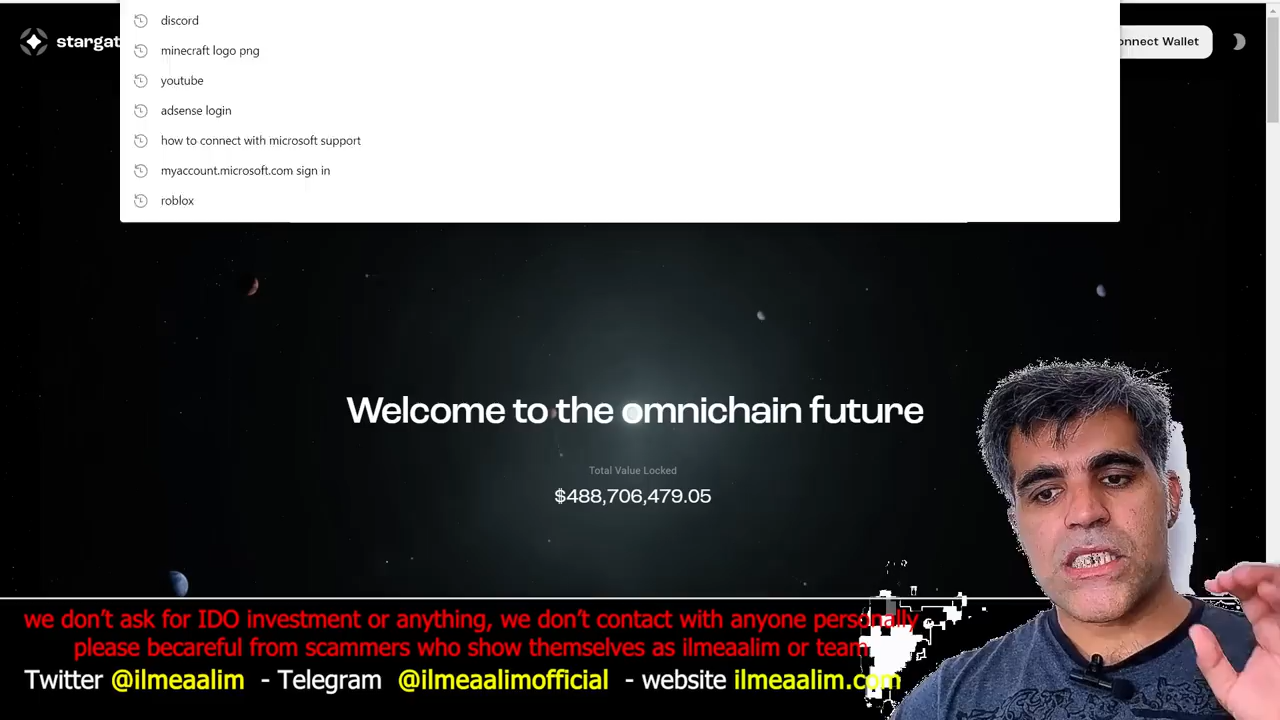 discord
minecraft logo png
youtube
adsense login
how to connect with microsoft support
myaccount.microsoft.com sign in
roblox
stargat
onnect Wallet
Welcome to the omnichain future
Total Value Locked
$488,706,479.05
we don't ask for IDO investment or anything, we don't contact with anyone personally
please becareful from scammers who show themselves as ilmeaalim or team
Twitter @ilmeaalim - Telegram @ilmeaalimofficial - website ilmeaalim.com